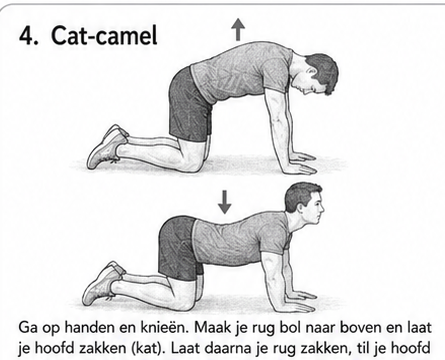 4. Cat-camel
Ga op handen en knieën. Maak je rug bol naar boven en laat
je hoofd zakken (kat). Laat daarna je rug zakken, til je hoofd